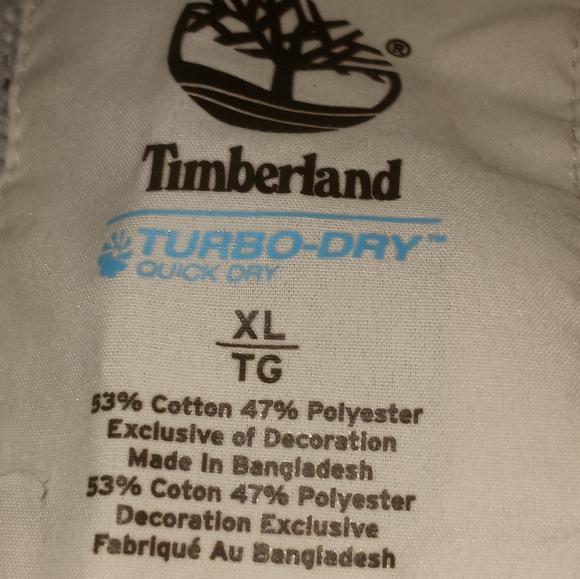 ®
Timberland
TURBO-DRY™
QUICK DRY
XL
TG
53% Cotton 47% Polyester
Exclusive of Decoration
Made In Bangladesh
53% Coton 47% Polyester
Decoration Exclusive
Fabriqué Au Bangladesh